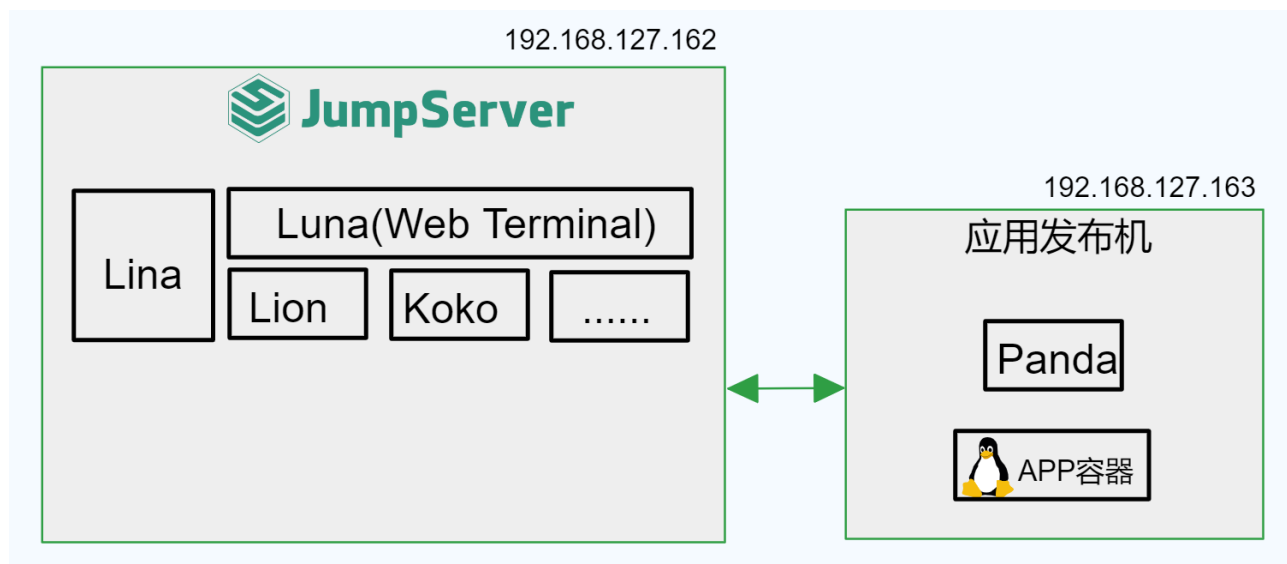 192.168.127.162
JumpServer
Lina
Luna(Web Terminal)
Lion
Koko
......
192.168.127.163
应用发布机
Panda
APP容器